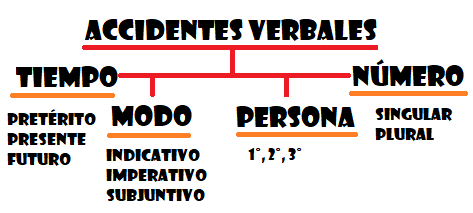 ACCIDENTES VERBALES
TIEMPO
PRETÉRITO
PRESENTE
FUTURO
MODO
INDICATIVO
IMPERATIVO
SUBJUNTIVO
PERSONA
1°, 2°, 3°
NÚMERO
SINGULAR
PLURAL